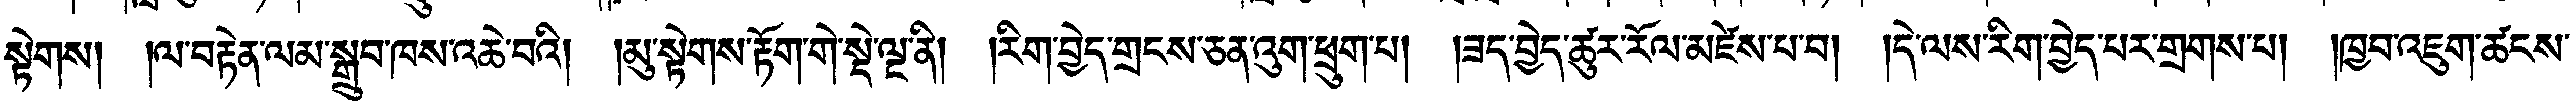 སྟེགས། །ལ་བརྟེན་ལམ་སྒྲུབ་ཁས་འཆེ་བའི། །མུ་སྟེགས་རྟོག་གེ་སྡེ་ལྔ་ནི། །རིག་བྱེད་གྲངས་ཅན་འུག་ཕྲུག་པ། །ཟད་བྱེད་ཚུར་རོལ་མཛེས་པ་བ། །དེ་ལས་རིག་བྱེད་པར་གྲགས་པ། །ཁྱབ་འཇུག་ཚངས་